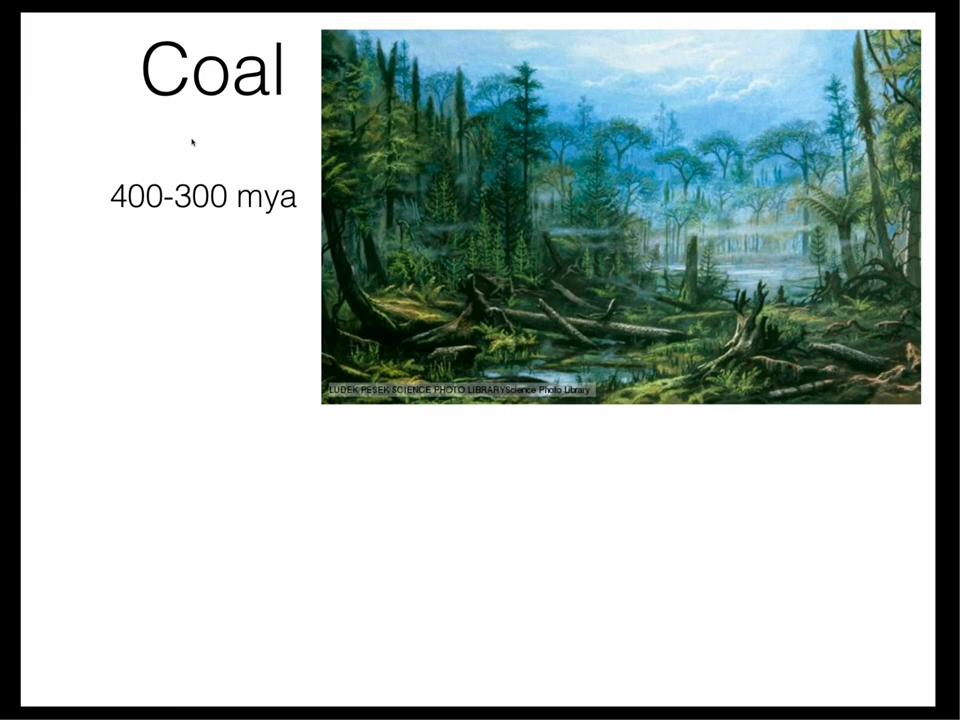 Coal
400-300 mya
LUDEK PESEK/SCIENCE PHOTO LIBRARYScience Photo Library